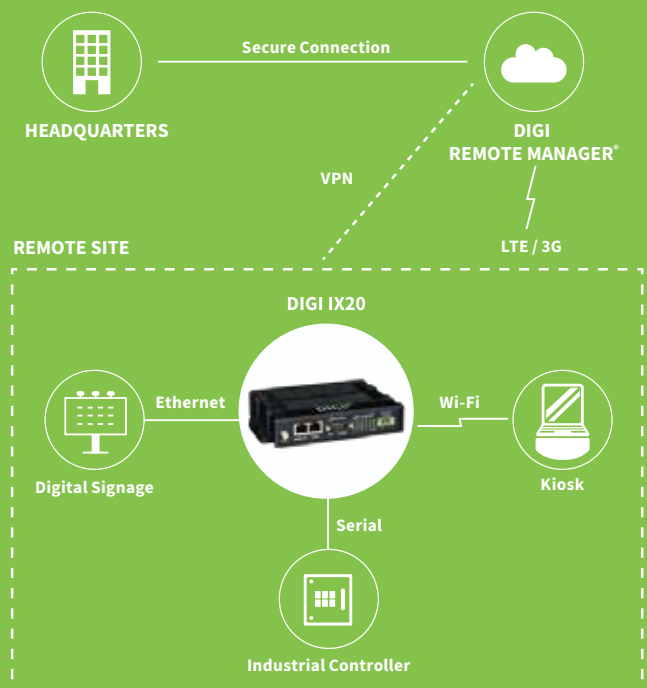 Secure Connection
HEADQUARTERS
DIGI
REMOTE MANAGER®
VPN
LTE / 3G
REMOTE SITE
DIGI IX20
Ethernet
DIGI
Wi-Fi
Digital Signage
Kiosk
Serial
Industrial Controller